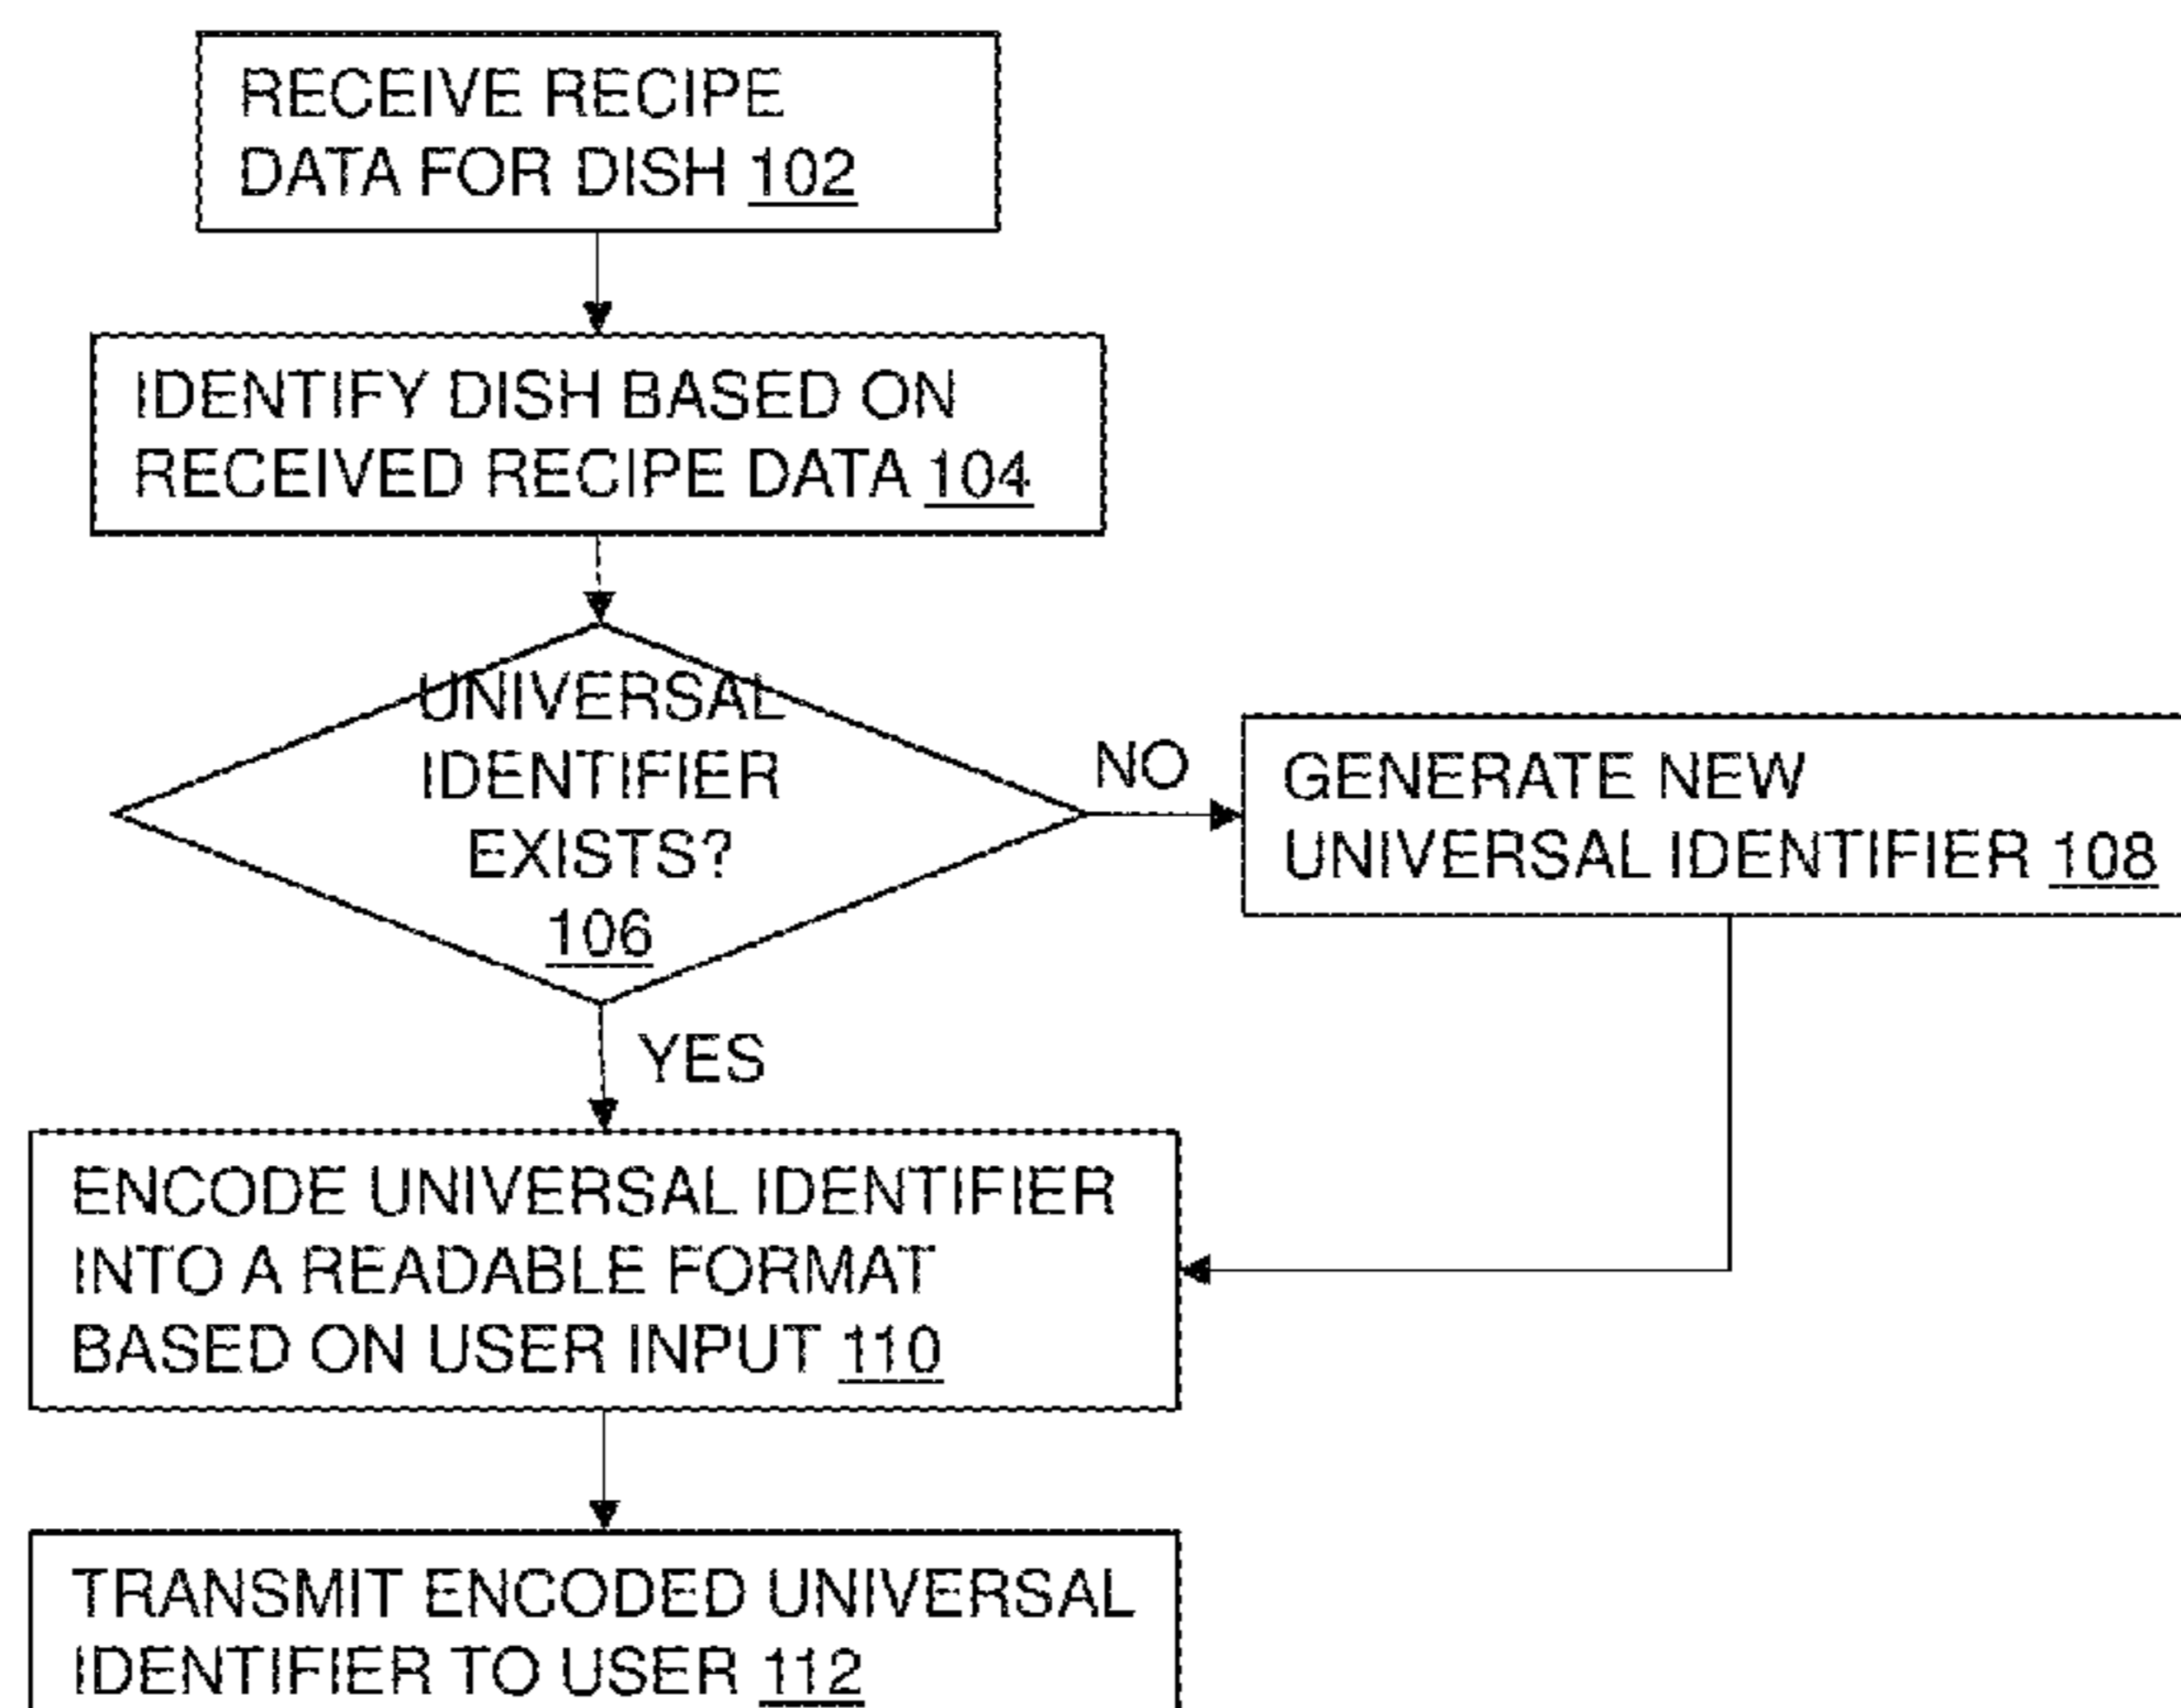 RECEIVE RECIPE
DATA FOR DISH 102
IDENTIFY DISH BASED ON
RECEIVED RECIPE DATA 104
UNIVERSAL
IDENTIFIER
EXISTS?
106
NO
GENERATE NEW
UNIVERSAL IDENTIFIER 108
YES
ENCODE UNIVERSAL IDENTIFIER
INTO A READABLE FORMAT
BASED ON USER INPUT 110
TRANSMIT ENCODED UNIVERSAL
IDENTIFIER TO USER 112